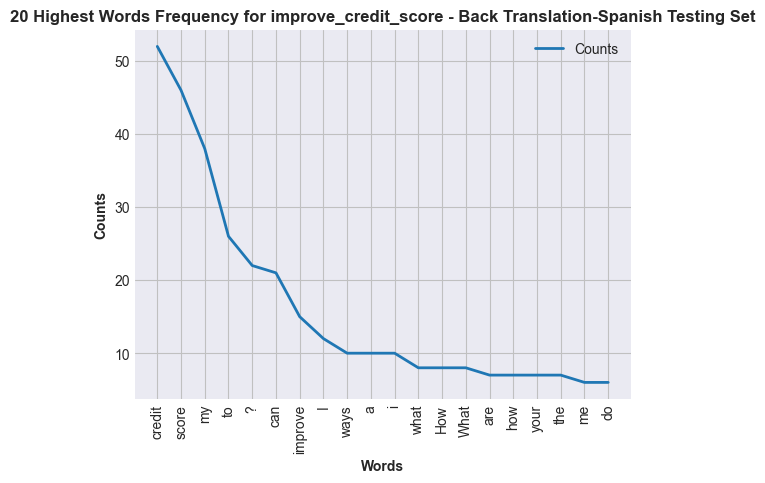 20 Highest Words Frequency for improve_credit_score - Back Translation-Spanish Testing Set
Counts
50
40
30
20
10
Counts
credit
score
my
to
?
can
improve
I
ways
a
i
what
How
What
are
how
your
the
me
do
Words